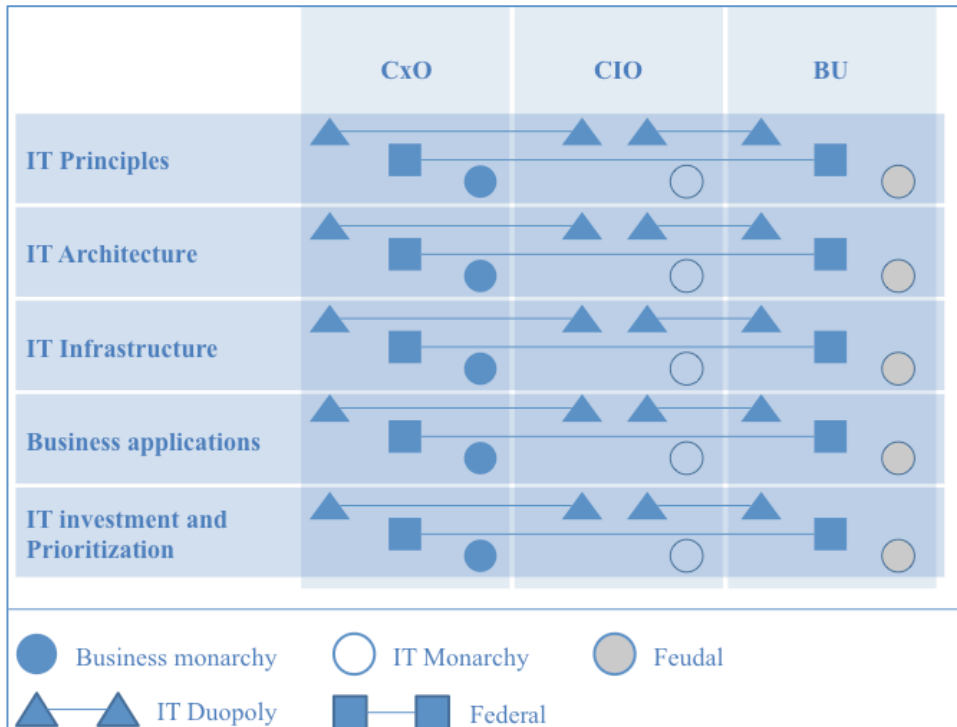 CxO CIO BU
IT Principles
IT Architecture
IT Infrastructure
Business applications
IT investment and
Prioritization
Business monarchy IT Monarchy Feudal
IT Duopoly Federal